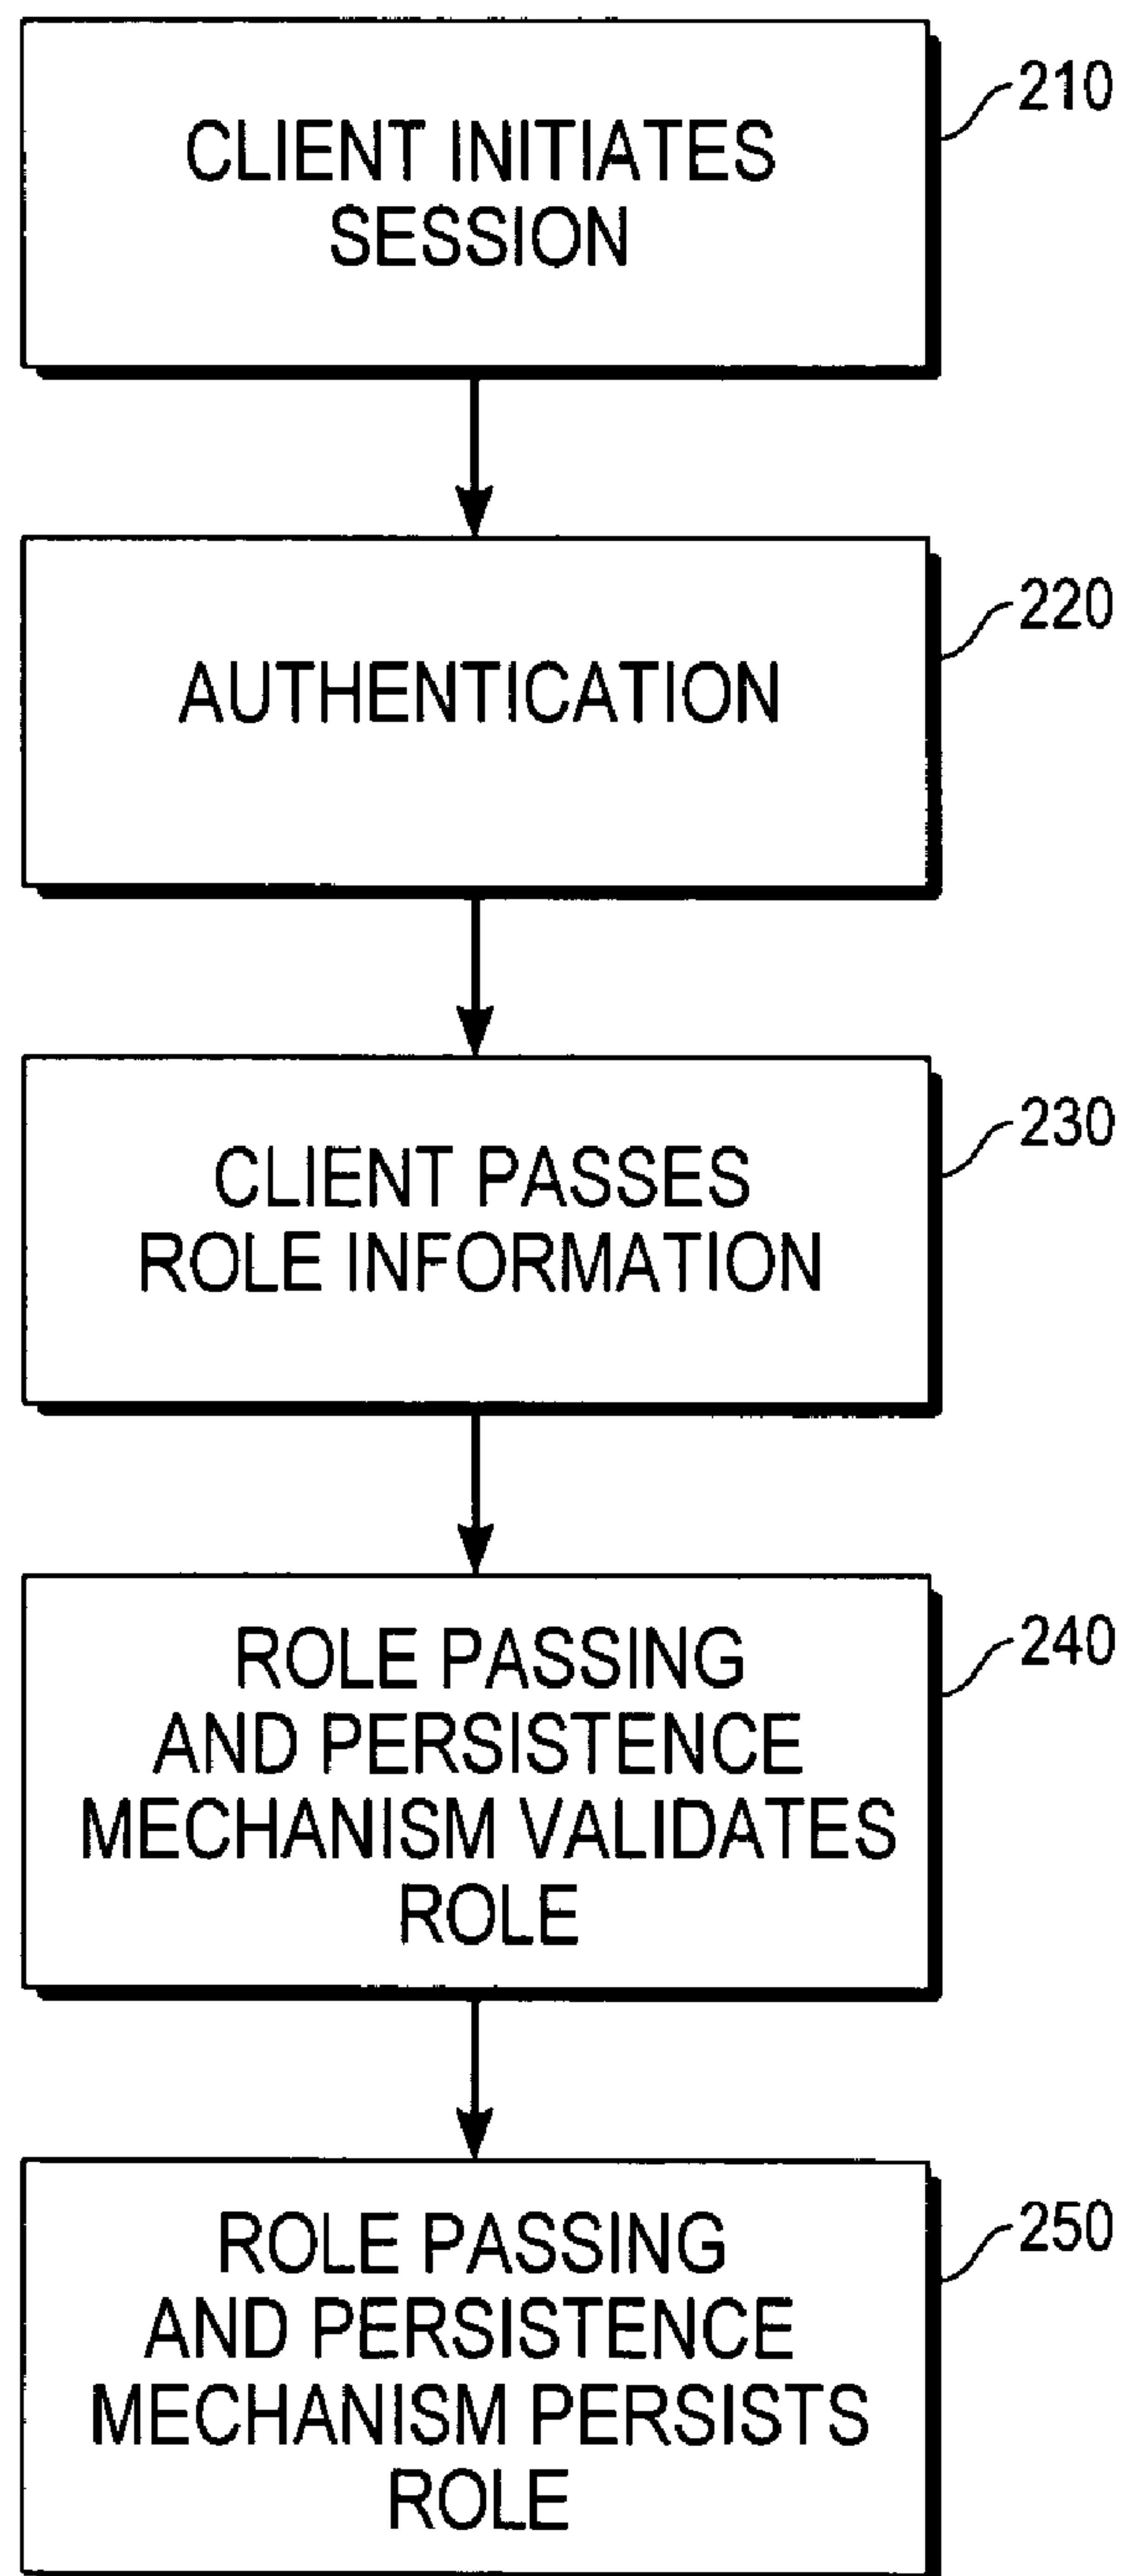 CLIENT INITIATES
SESSION
210
AUTHENTICATION
220
CLIENT PASSES
ROLE INFORMATION
230
ROLE PASSING
AND PERSISTENCE
MECHANISM VALIDATES
ROLE
240
ROLE PASSING
AND PERSISTENCE
MECHANISM PERSISTS
ROLE
250